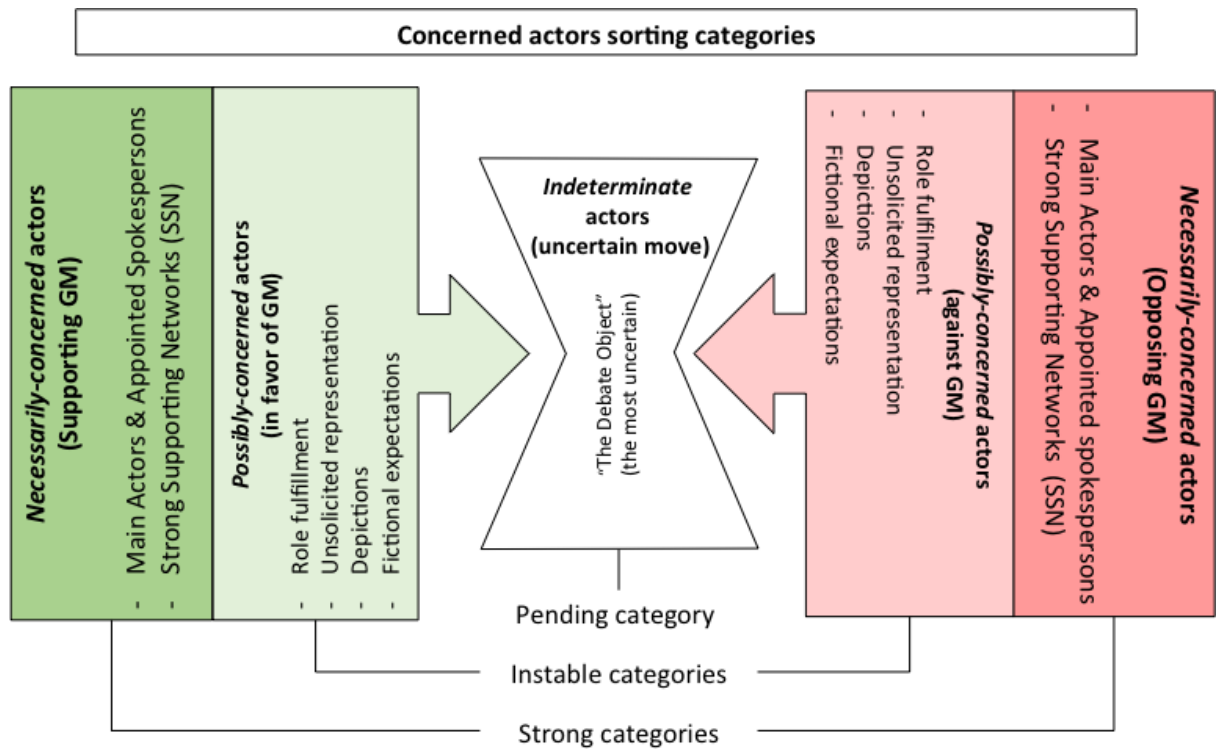 Concerned actors sorting categories
Necessarily-concerned actors
(Supporting GM)
- Main Actors & Appointed Spokespersons
- Strong Supporting Networks (SSN)
Possibly-concerned actors
(in favor of GM)
- Role fulfillment
- Unsolicited representation
- Depictions
- Fictional expectations
Indeterminate
actors
(uncertain move)
"The Debate Object"
(the most uncertain)
Necessarily-concerned actors
(Opposing GM)
- Main Actors & Appointed spokespersons
- Strong Supporting Networks (SSN)
Possibly-concerned actors
(against GM)
- Role fulfilment
- Unsolicited representation
- Depictions
- Fictional expectations
Pending category
Instable categories
Strong categories